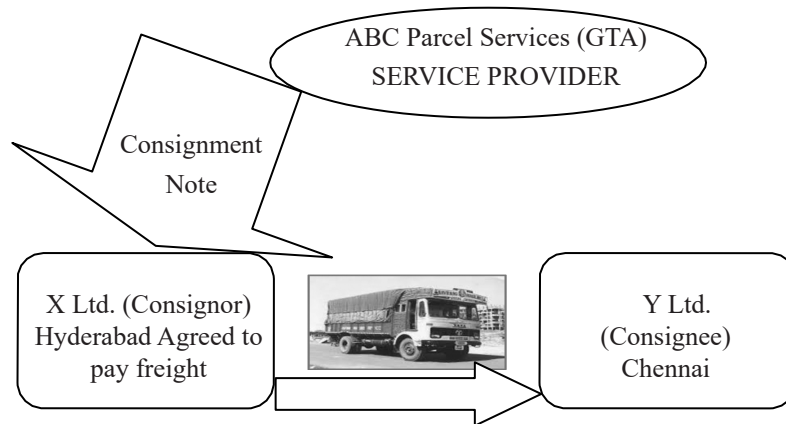 ABC Parcel Services (GTA)
SERVICE PROVIDER
Consignment
Note
X Ltd. (Consignor)
Hyderabad Agreed to
pay freight
Y Ltd.
(Consignee)
Chennai